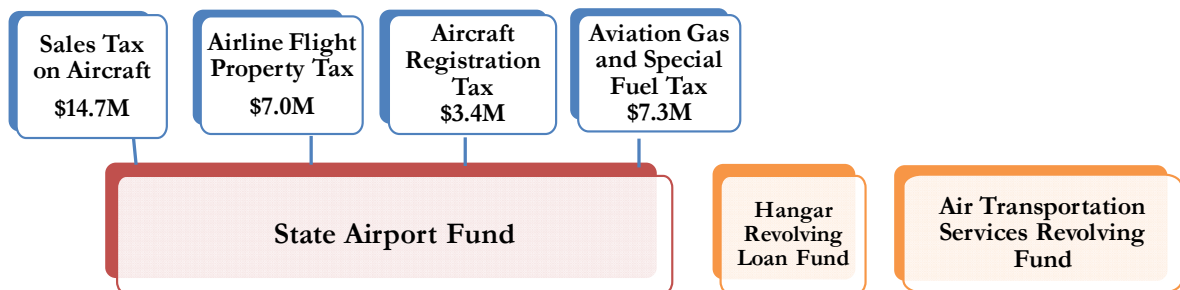 Sales Tax
on Aircraft
$14.7M
Airline Flight
Property Tax
$7.0M
Aircraft
Registration
Tax
$3.4M
Aviation Gas
and Special
Fuel Tax
$7.3M
State Airport Fund
Hangar
Revolving
Loan Fund
Air Transportation
Services Revolving
Fund